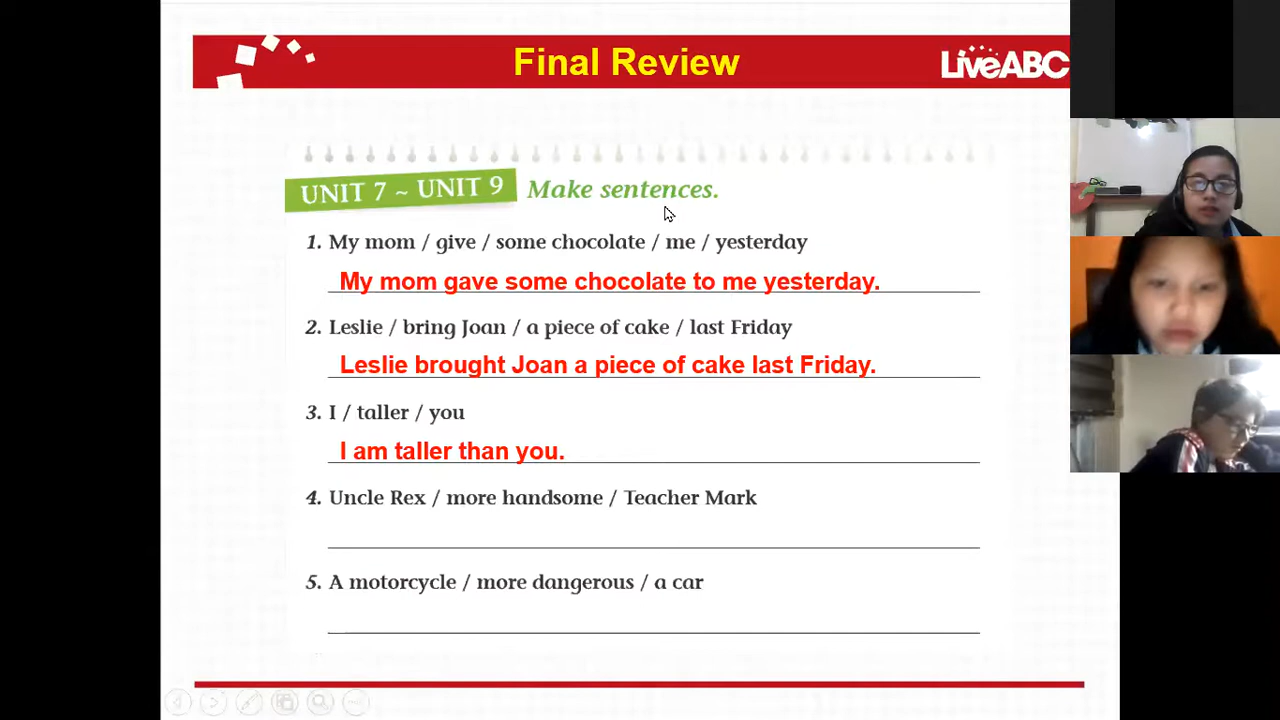 Final Review
LiveABC
UNIT 7 ~ UNIT 9 Make sentences.
1. My mom / give / some chocolate / me / yesterday
My mom gave some chocolate to me yesterday.
2. Leslie / bring Joan / a piece of cake / last Friday
Leslie brought Joan a piece of cake last Friday.
3. I / taller / you
I am taller than you.
4. Uncle Rex / more handsome / Teacher Mark
5. A motorcycle / more dangerous / a car